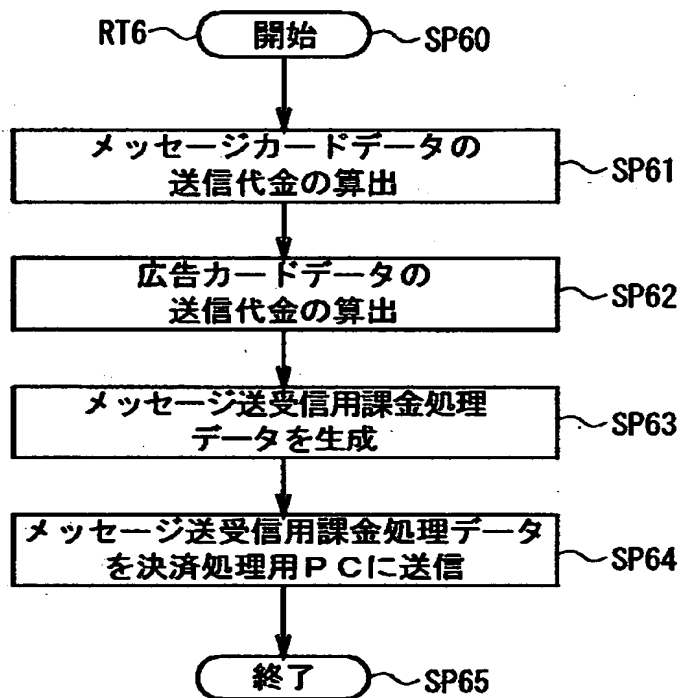 RT6 開始 SP60
メッセージカードデータの
送信代金の算出 SP61
広告カードデータの
送信代金の算出 SP62
メッセージ送受信用課金処理
データを生成 SP63
メッセージ送受信用課金処理データ
を決済処理用PCに送信 SP64
終了 SP65